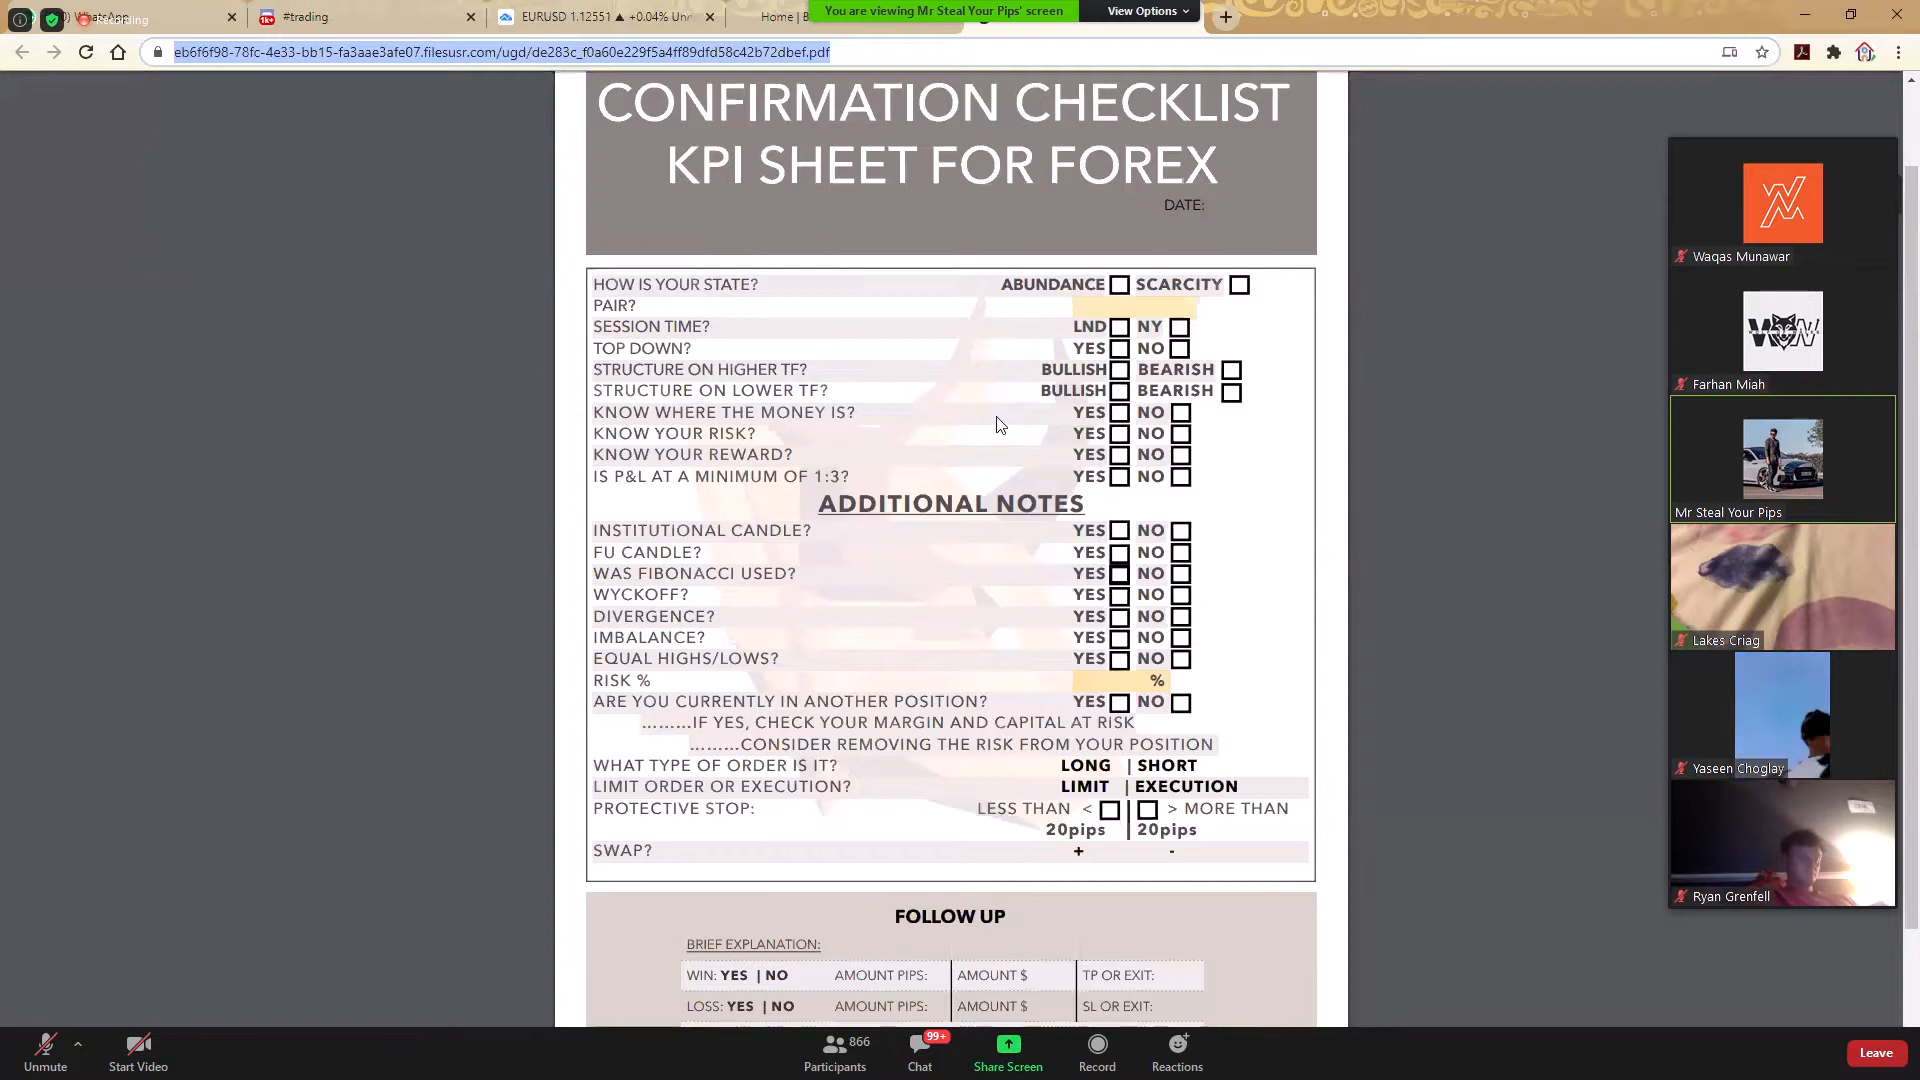 WhatsApp
Recording
#trading
EURUSD 1.12551 ▲ +0.04% Unn
Home | B
You are viewing Mr Steal Your Pips' screen
View Options
eb6f6f98-78fc-4e33-bb15-fa3aae3afe07.filesusr.com/ugd/de283c_f0a60e229f5a4ff89dfd58c42b72dbef.pdf
CONFIRMATION CHECKLIST
KPI SHEET FOR FOREX
DATE:
HOW IS YOUR STATE? ABUNDANCE SCARCITY
PAIR?
SESSION TIME? LND NY
TOP DOWN? YES NO
STRUCTURE ON HIGHER TF? BULLISH BEARISH
STRUCTURE ON LOWER TF? BULLISH BEARISH
KNOW WHERE THE MONEY IS? YES NO
KNOW YOUR RISK? YES NO
KNOW YOUR REWARD? YES NO
IS P&L AT A MINIMUM OF 1:3? YES NO
ADDITIONAL NOTES
INSTITUTIONAL CANDLE? YES NO
FU CANDLE? YES NO
WAS FIBONACCI USED? YES NO
WYCKOFF? YES NO
DIVERGENCE? YES NO
IMBALANCE? YES NO
EQUAL HIGHS/LOWS? YES NO
RISK % %
ARE YOU CURRENTLY IN ANOTHER POSITION? YES NO
.........IF YES, CHECK YOUR MARGIN AND CAPITAL AT RISK
.........CONSIDER REMOVING THE RISK FROM YOUR POSITION
WHAT TYPE OF ORDER IS IT? LONG | SHORT
LIMIT ORDER OR EXECUTION? LIMIT | EXECUTION
PROTECTIVE STOP: LESS THAN < | > MORE THAN
20pips | 20pips
SWAP? + -
FOLLOW UP
BRIEF EXPLANATION:
WIN: YES | NO AMOUNT PIPS: AMOUNT $ TP OR EXIT:
LOSS: YES | NO AMOUNT PIPS: AMOUNT $ SL OR EXIT:
Waqas Munawar
WW
Farhan Miah
Mr Steal Your Pips
Lakes Criag
Yaseen Choglay
Ryan Grenfell
Unmute
Start Video
866
Participants
99+
Chat
Share Screen
Record
Reactions
Leave